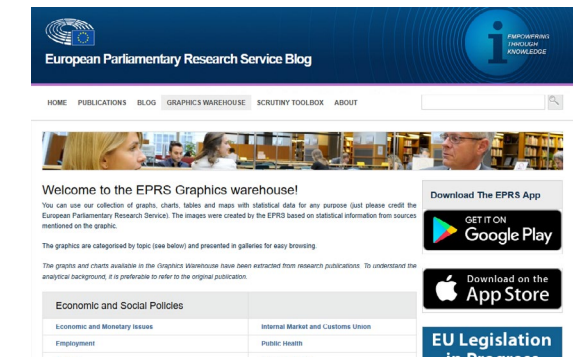 EMPOWERING
THROUGH
KNOWLEDGE
European Parliamentary Research Service Blog
HOME PUBLICATIONS BLOG GRAPHICS WAREHOUSE SCRUTINY TOOLBOX ABOUT
Welcome to the EPRS Graphics warehouse!
You can use our collection of graphs, charts, tables and maps with statistical data for any purpose (just please credit the
European Parliamentary Research Service). The images were created by the EPRS based on statistical information from sources
mentioned on the graphic.
The graphics are categorised by topic (see below) and presented in galleries for easy browsing.
The graphs and charts available in the Graphics Warehouse have been extracted from research publications. To understand the
analytical background, it is preferable to refer to the original publication.
Economic and Social Policies
Economic and Monetary Issues Internal Market and Customs Union
Employment Public Health
Download The EPRS App
GET IT ON
Google Play
Download on the
App Store
EU Legislation
in Progress